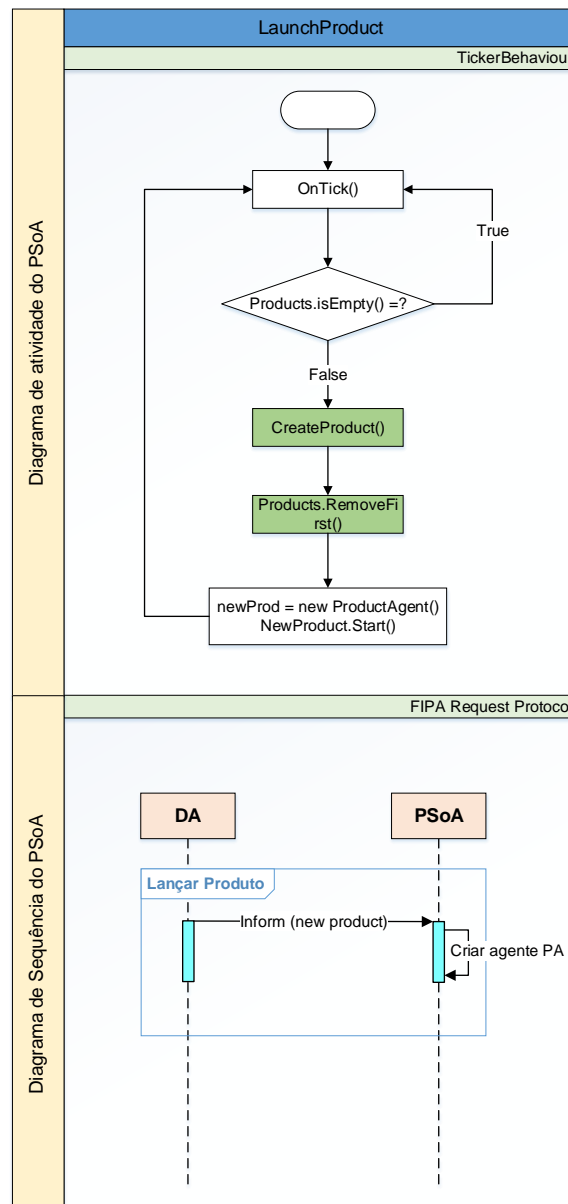 LaunchProduct
TickerBehaviou
Diagrama de atividade do PSoA
OnTick()
True
Products.isEmpty() =?
False
CreateProduct()
Products.RemoveFi
rst()
newProd = new ProductAgent()
NewProduct.Start()
FIPA Request Protoco
Diagrama de Sequência do PSoA
DA
PSoA
Lançar Produto
Inform (new product)
Criar agente PA